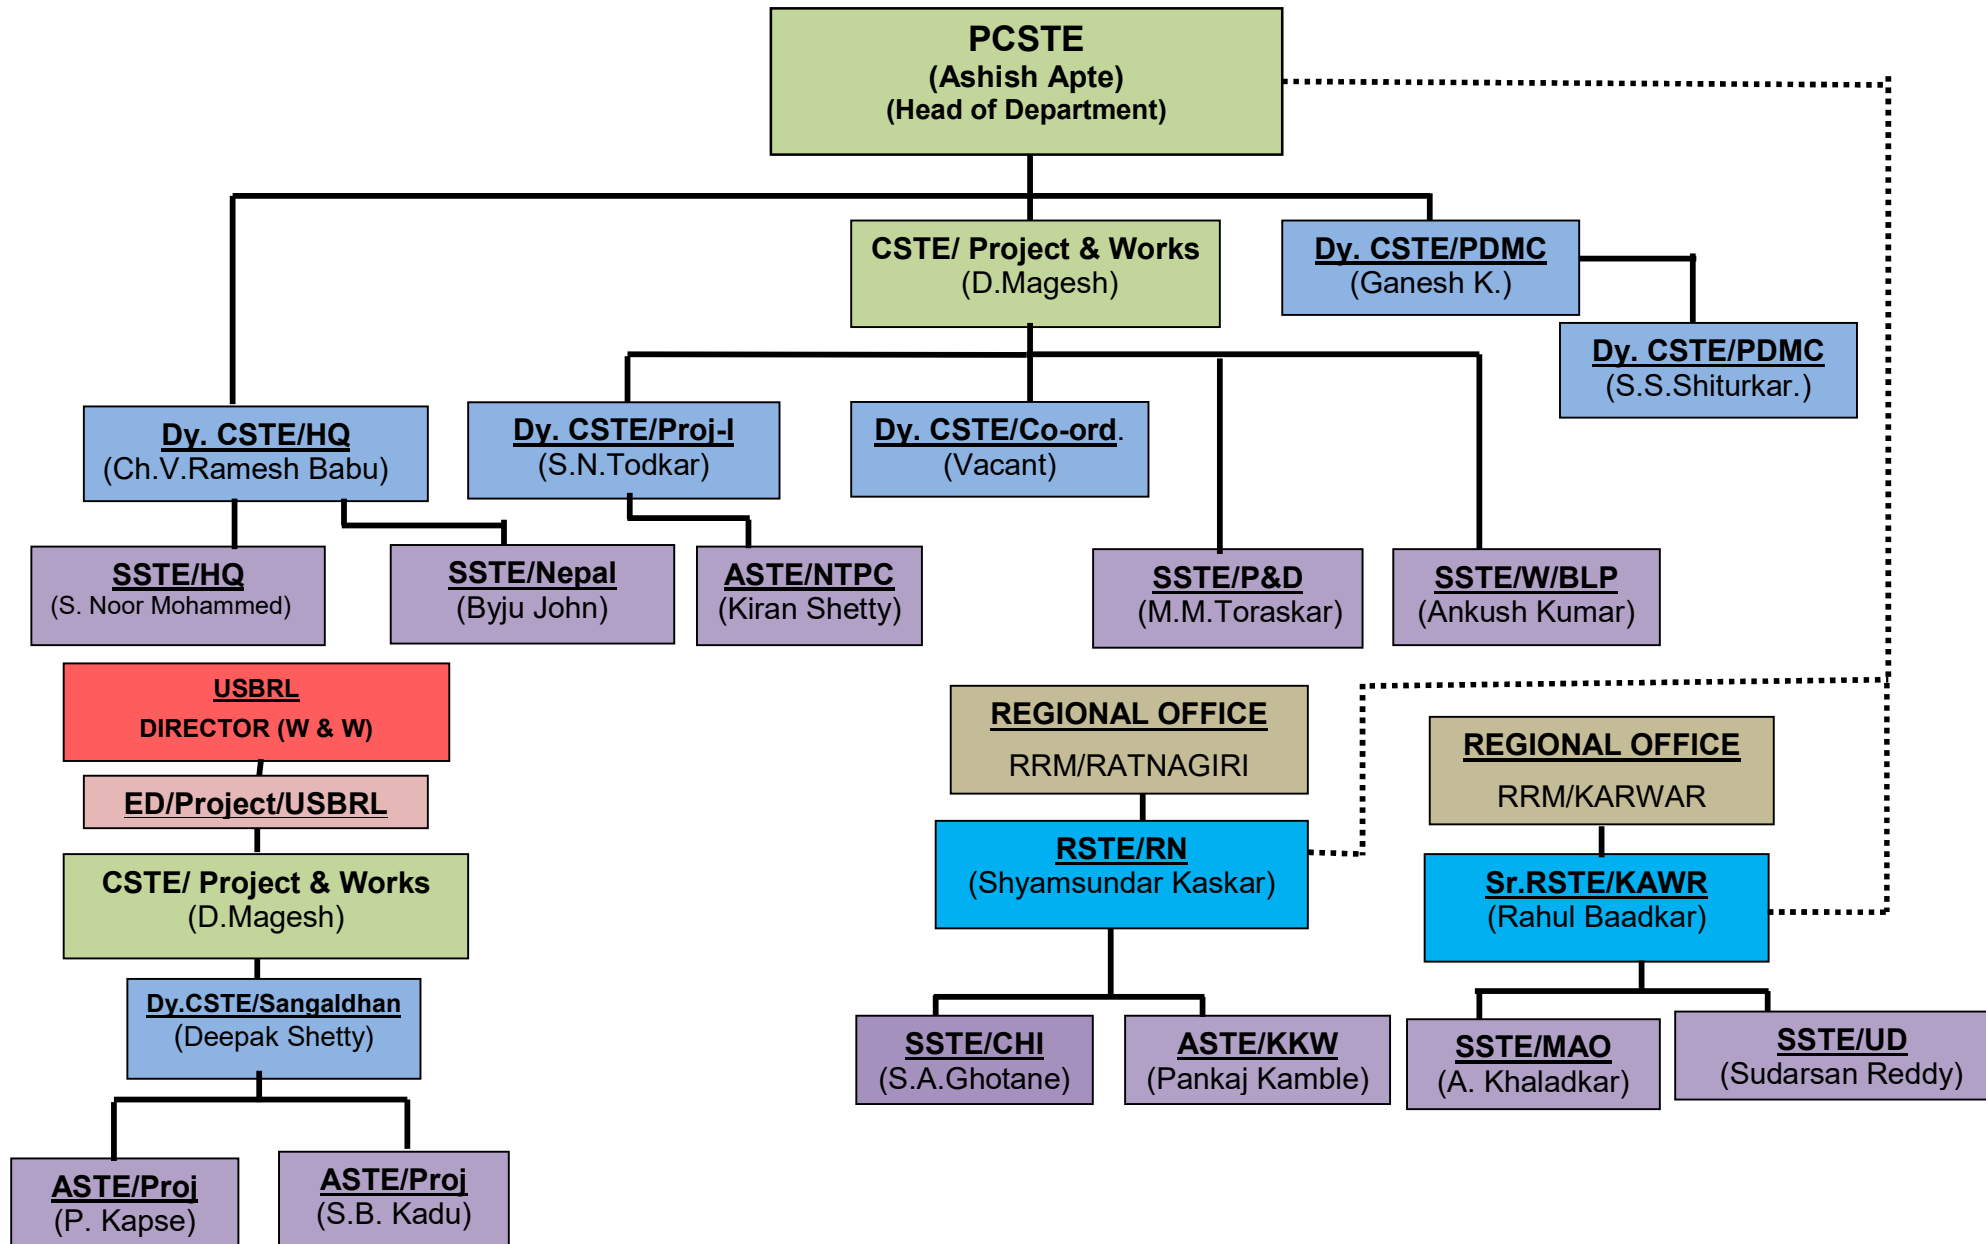 PCSTE
(Ashish Apte)
(Head of Department)
CSTE/ Project & Works
(D.Magesh)
Dy. CSTE/PDMC
(Ganesh K.)
Dy. CSTE/PDMC
(S.S.Shiturkar.)
Dy. CSTE/HQ
(Ch.V.Ramesh Babu)
Dy. CSTE/Proj-I
(S.N.Todkar)
Dy. CSTE/Co-ord.
(Vacant)
SSTE/HQ
(S. Noor Mohammed)
SSTE/Nepal
(Byju John)
ASTE/NTPC
(Kiran Shetty)
SSTE/P&D
(M.M.Toraskar)
SSTE/W/BLP
(Ankush Kumar)
USBRL
DIRECTOR (W & W)
ED/Project/USBRL
CSTE/ Project & Works
(D.Magesh)
Dy.CSTE/Sangaldhan
(Deepak Shetty)
ASTE/Proj
(P. Kapse)
ASTE/Proj
(S.B. Kadu)
REGIONAL OFFICE
RRM/RATNAGIRI
RSTE/RN
(Shyamsundar Kaskar)
SSTE/CHI
(S.A.Ghotane)
ASTE/KKW
(Pankaj Kamble)
REGIONAL OFFICE
RRM/KARWAR
Sr.RSTE/KAWR
(Rahul Baadkar)
SSTE/MAO
(A. Khaladkar)
SSTE/UD
(Sudarsan Reddy)